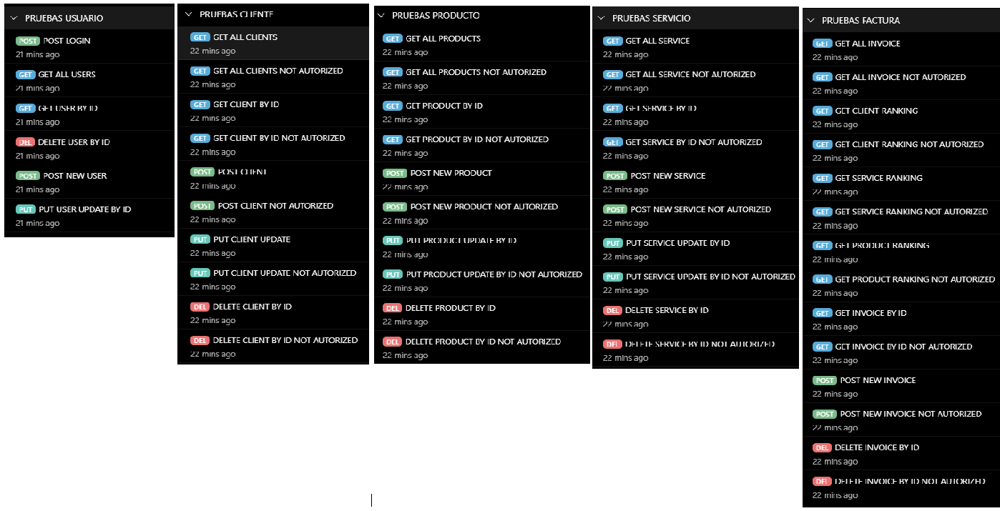 PRUEBAS USUARIO
POST POST LOGIN
21 mins ago
GET GET ALL USERS
21 mins ago
GET GET USER BY ID
21 mins ago
DEL DELETE USER BY ID
21 mins ago
POST POST NEW USER
21 mins ago
PUT PUT USER UPDATE BY ID
21 mins ago
PRUEBAS CLIENTE
GET GET ALL CLIENTS
22 mins ago
GET GET ALL CLIENTS NOT AUTORIZED
22 mins ago
GET GET CLIENT BY ID
22 mins ago
GET GET CLIENT BY ID NOT AUTORIZED
22 mins ago
POST POST CLIENT
22 mins ago
POST POST CLIENT NOT AUTORIZED
22 mins ago
PUT PUT CLIENT UPDATE
22 mins ago
PUT PUT CLIENT UPDATE NOT AUTORIZED
22 mins ago
DEL DELETE CLIENT BY ID
22 mins ago
DEL DELETE CLIENT BY ID NOT AUTORIZED
22 mins ago
PRUEBAS PRODUCTO
GET GET ALL PRODUCTS
22 mins ago
GET GET ALL PRODUCTS NOT AUTORIZED
22 mins ago
GET GET PRODUCT BY ID
22 mins ago
GET GET PRODUCT BY ID NOT AUTORIZED
22 mins ago
POST POST NEW PRODUCT
22 mins ago
POST POST NEW PRODUCT NOT AUTORIZED
22 mins ago
PUT PUT PRODUCT UPDATE BY ID
22 mins ago
PUT PUT PRODUCT UPDATE BY ID NOT AUTORIZED
22 mins ago
DEL DELETE PRODUCT BY ID
22 mins ago
DEL DELETE PRODUCT BY ID NOT AUTORIZED
22 mins ago
PRUEBAS SERVICIO
GET GET ALL SERVICE
22 mins ago
GET GET ALL SERVICE NOT AUTORIZED
22 mins ago
GET GET SERVICE BY ID
22 mins ago
GET GET SERVICE BY ID NOT AUTORIZED
22 mins ago
POST POST NEW SERVICE
22 mins ago
POST POST NEW SERVICE NOT AUTORIZED
22 mins ago
PUT PUT SERVICE UPDATE BY ID
22 mins ago
PUT PUT SERVICE UPDATE BY ID NOT AUTORIZED
22 mins ago
DEL DELETE SERVICE BY ID
22 mins ago
DEL DELETE SERVICE BY ID NOT AUTORIZED
22 mins ago
PRUEBAS FACTURA
GET GET ALL INVOICE
22 mins ago
GET GET ALL INVOICE NOT AUTORIZED
22 mins ago
GET GET CLIENT RANKING
22 mins ago
GET GET CLIENT RANKING NOT AUTORIZED
22 mins ago
GET GET SERVICE RANKING
22 mins ago
GET GET SERVICE RANKING NOT AUTORIZED
22 mins ago
GET GET PRODUCT RANKING
22 mins ago
GET GET PRODUCT RANKING NOT AUTORIZED
22 mins ago
GET GET INVOICE BY ID
22 mins ago
GET GET INVOICE BY ID NOT AUTORIZED
22 mins ago
POST POST NEW INVOICE
22 mins ago
POST POST NEW INVOICE NOT AUTORIZED
22 mins ago
DEL DELETE INVOICE BY ID
22 mins ago
DEL DELETE INVOICE BY ID NOT AUTORIZED
22 mins ago